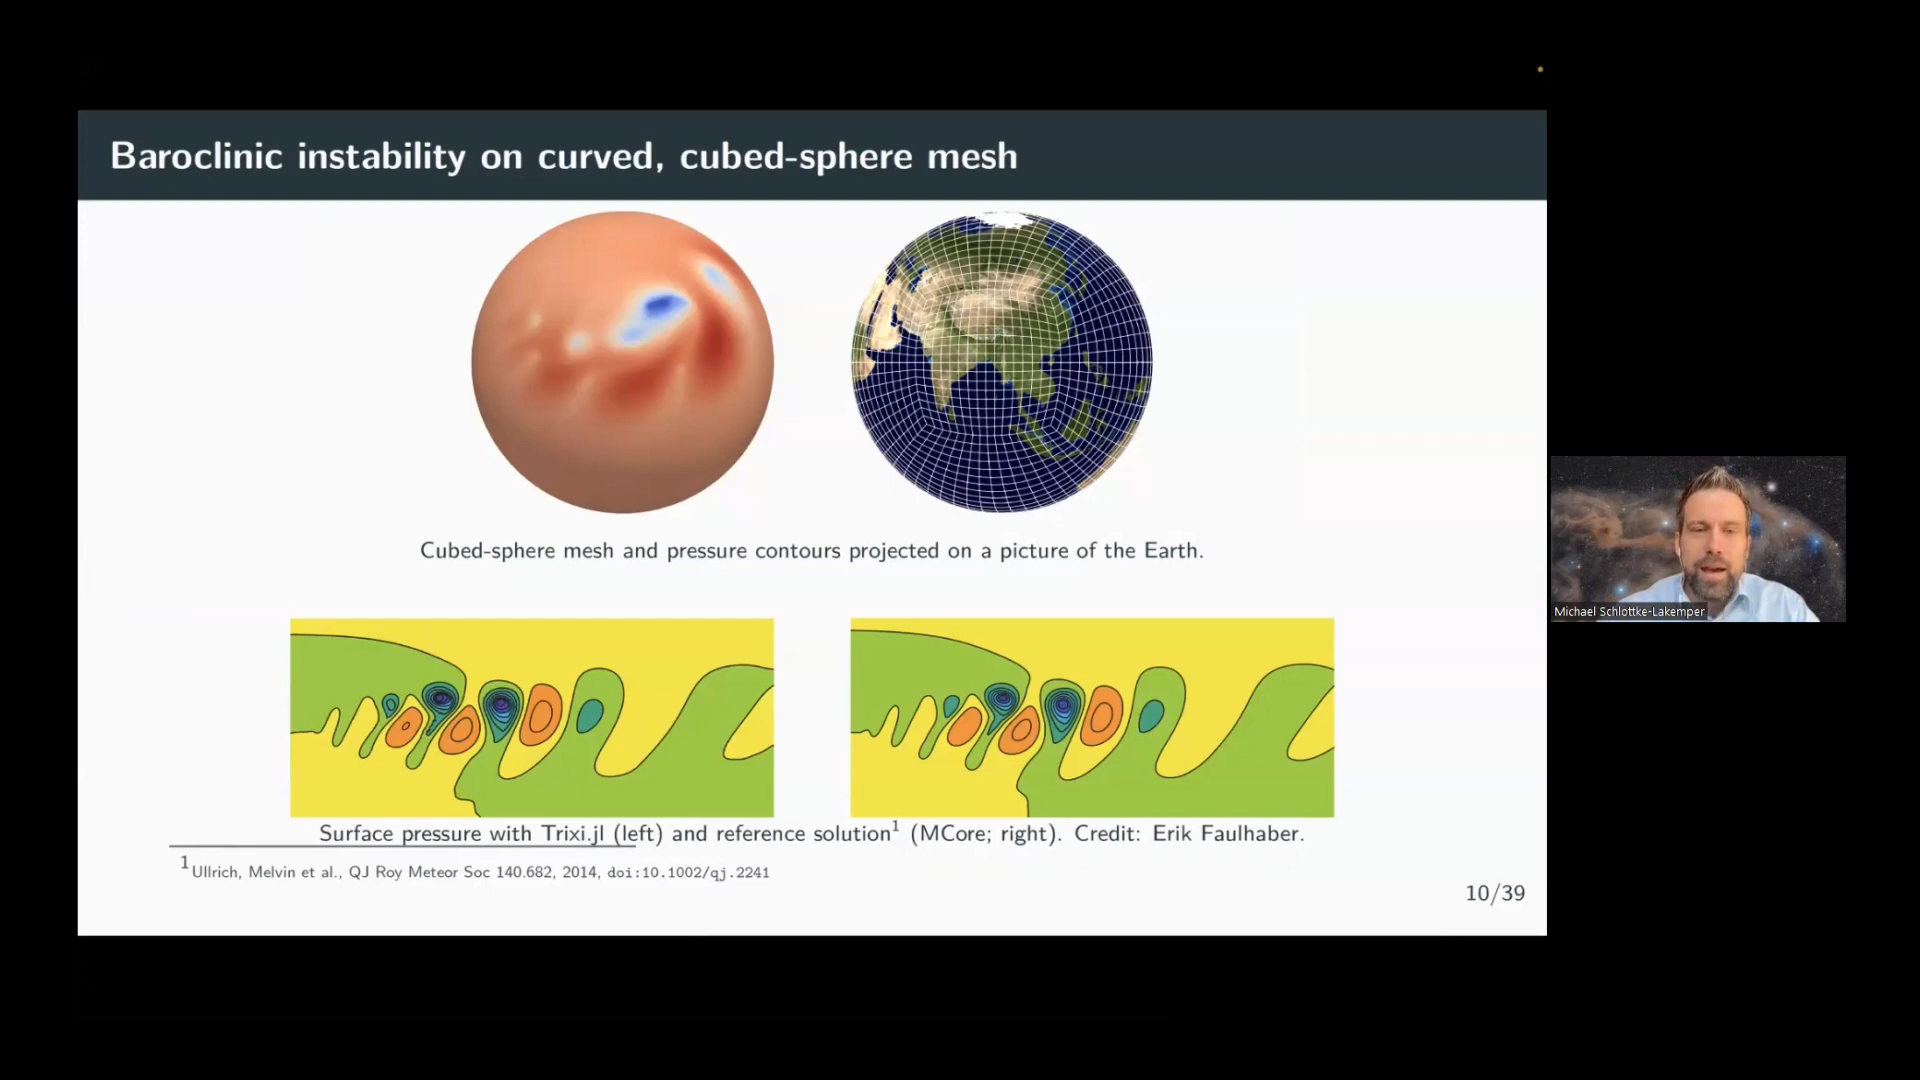 Baroclinic instability on curved, cubed-sphere mesh
Cubed-sphere mesh and pressure contours projected on a picture of the Earth.
Surface pressure with Trixi.jl (left) and reference solution1 (MCore; right). Credit: Erik Faulhaber.
1Ullrich, Melvin et al., QJ Roy Meteor Soc 140.682, 2014, doi:10.1002/qj.2241
10/39
Michael Schlottke-Lakemper